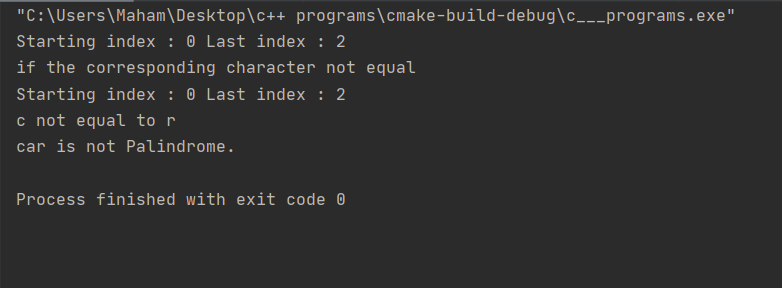 "C:\Users\Maham\Desktop\c++ programs\cmake-build-debug\c___programs.exe"
Starting index : 0 Last index : 2
if the corresponding character not equal
Starting index : 0 Last index : 2
c not equal to r
car is not Palindrome.
Process finished with exit code 0